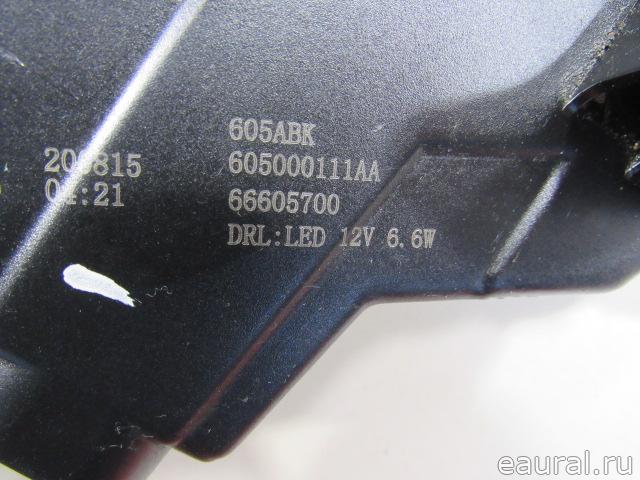 605ABK
605000111AA
66605700
DRL:LED 12V 6.6W
eaural.ru